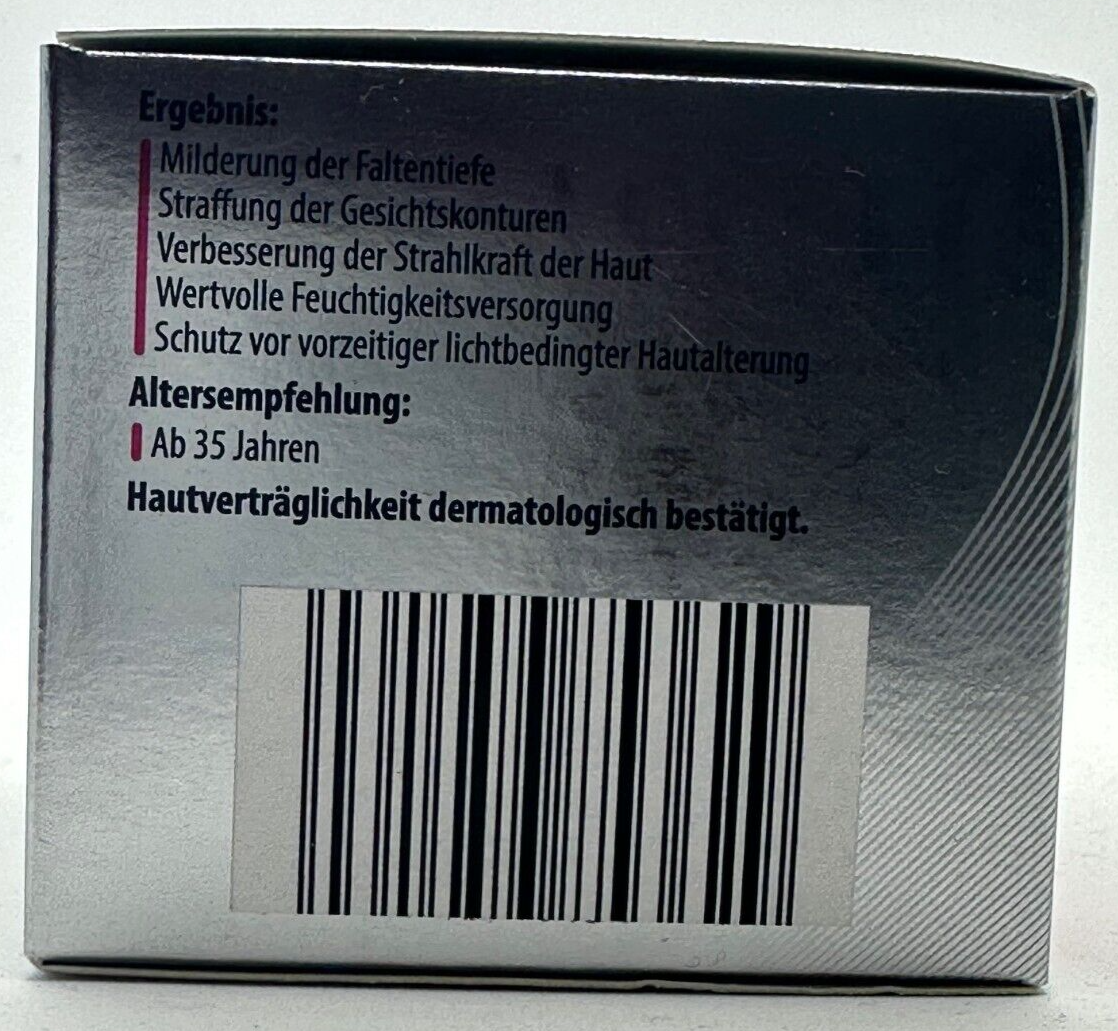 Ergebnis:
Milderung der Faltentiefe
Straffung der Gesichtskonturen
Verbesserung der Strahlkraft der Haut
Wertvolle Feuchtigkeitsversorgung
Schutz vor vorzeitiger lichtbedingter Hautalterung
Altersempfehlung:
Ab 35 Jahren
Hautverträglichkeit dermatologisch bestätigt.